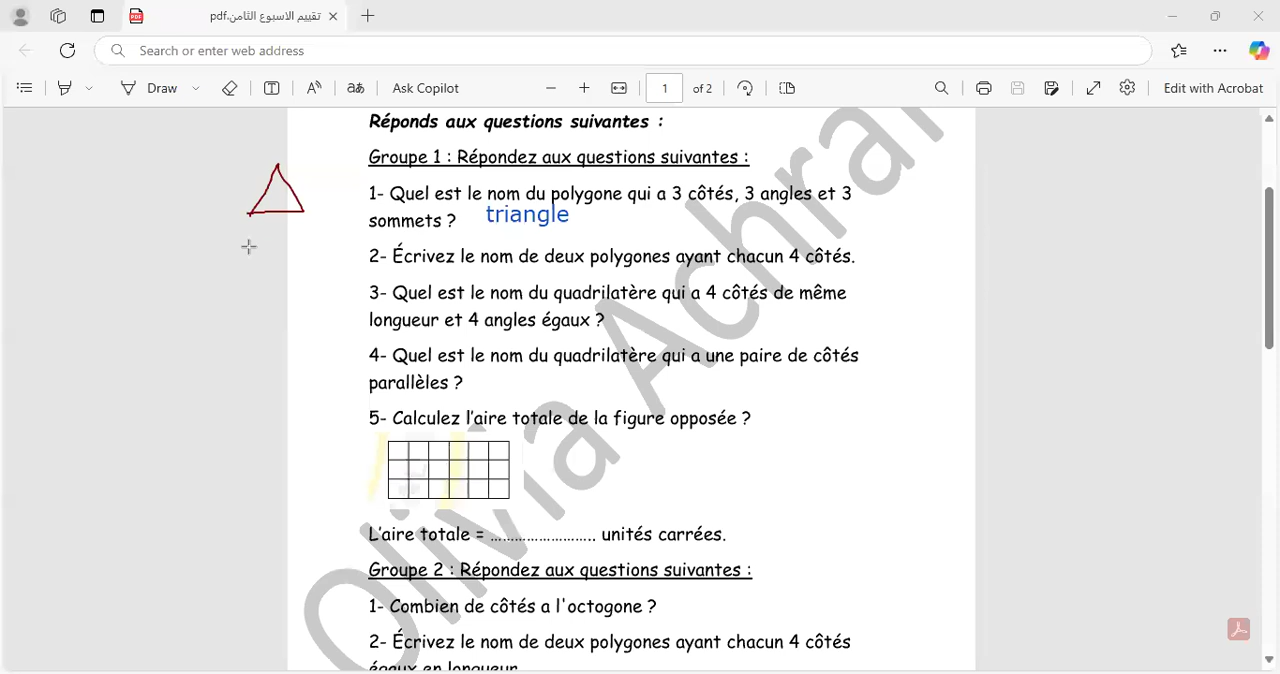 تقييم الاسبوع الثامن.pdf
Search or enter web address
Draw
Ask Copilot
1 of 2
Edit with Acrobat
Réponds aux questions suivantes :
Groupe 1 : Répondez aux questions suivantes :
1- Quel est le nom du polygone qui a 3 côtés, 3 angles et 3
sommets ? triangle
2- Écrivez le nom de deux polygones ayant chacun 4 côtés.
3- Quel est le nom du quadrilatère qui a 4 côtés de même
longueur et 4 angles égaux ?
4- Quel est le nom du quadrilatère qui a une paire de côtés
parallèles ?
5- Calculez l'aire totale de la figure opposée ?
L'aire totale = ........................ unités carrées.
Groupe 2 : Répondez aux questions suivantes :
1- Combien de côtés a l'octogone ?
2- Écrivez le nom de deux polygones ayant chacun 4 côtés
égaux en longueur
Olivia Achraf